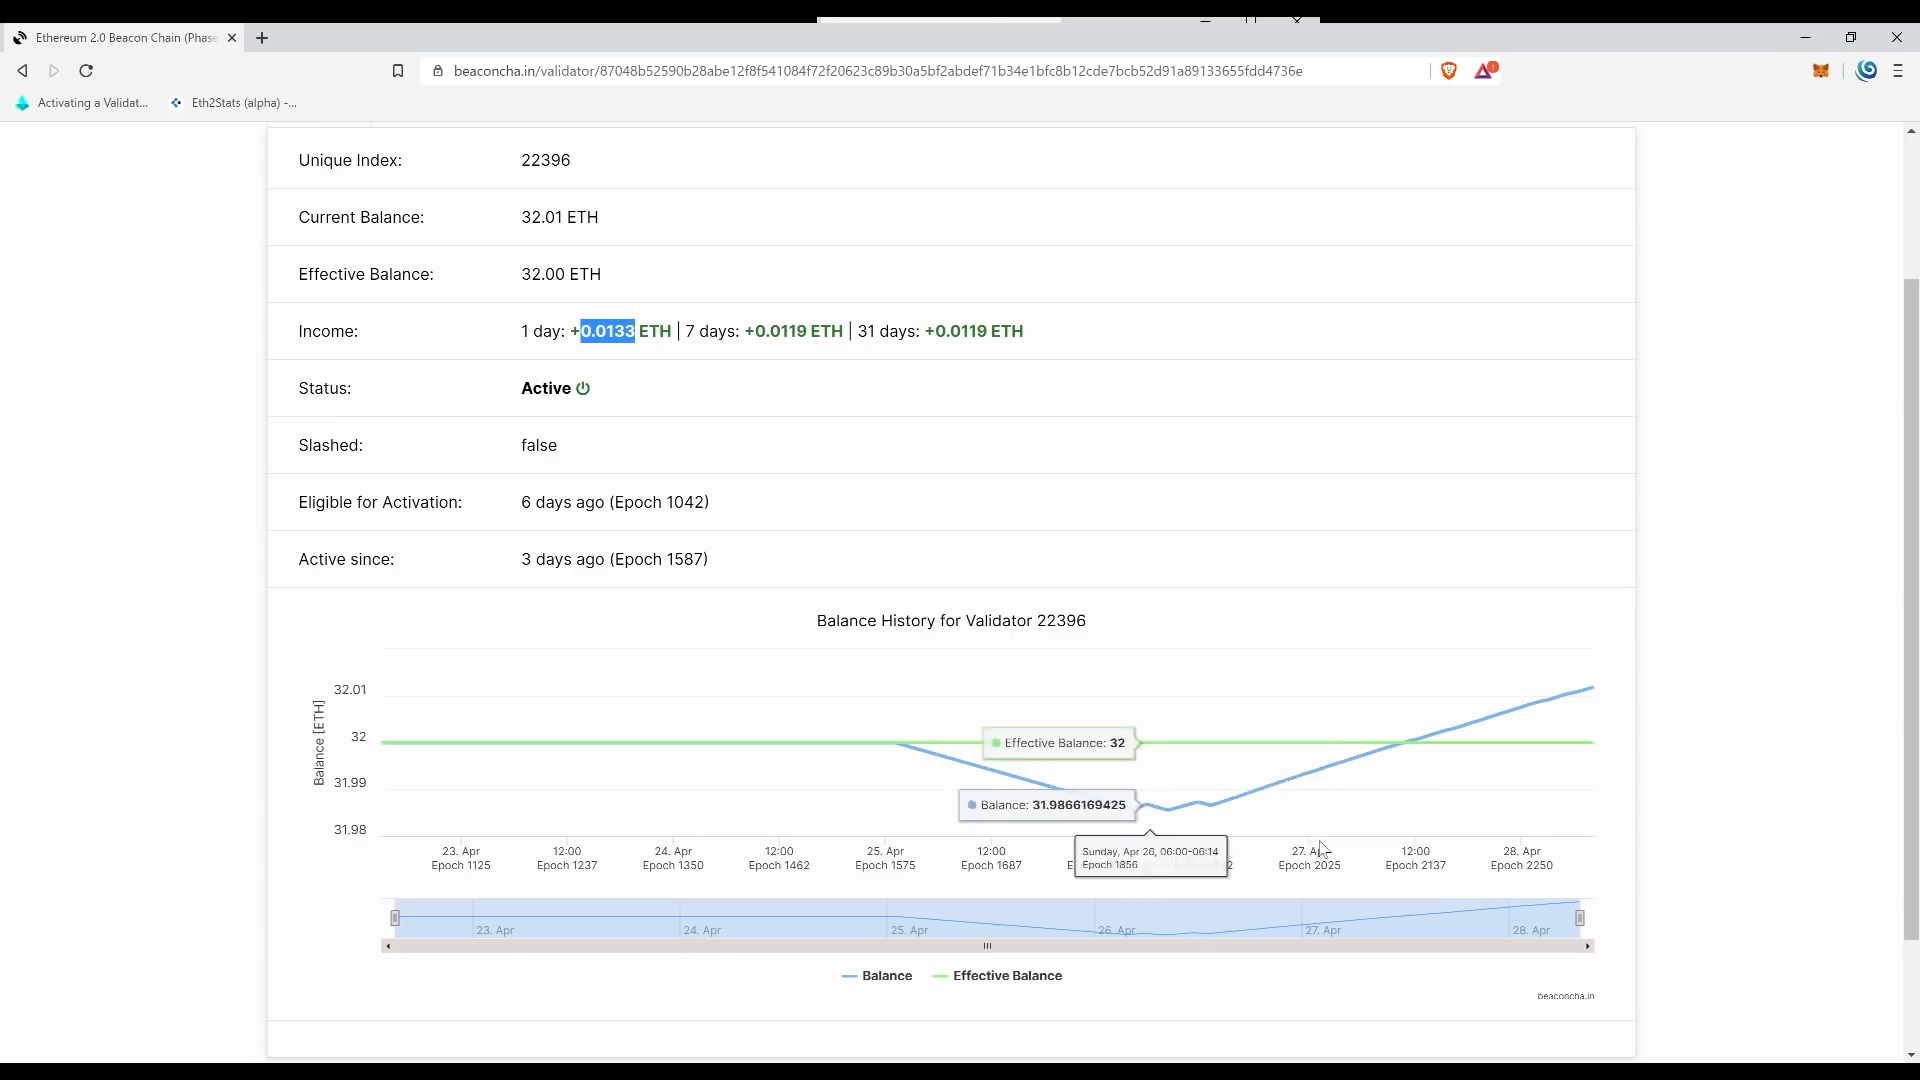 Ethereum 2.0 Beacon Chain (Phase
beaconcha.in/validator/87048b52590b28abe12f8f541084f72f20623c89b30a5bf2abdef71b34e1bfc8b12cde7bcb52d91a89133655fdd4736e
1
Activating a Validat...
Eth2Stats (alpha) -...
Unique Index: 22396
Current Balance: 32.01 ETH
Effective Balance: 32.00 ETH
Income: 1 day: +0.0133 ETH | 7 days: +0.0119 ETH | 31 days: +0.0119 ETH
Status: Active
Slashed: false
Eligible for Activation: 6 days ago (Epoch 1042)
Active since: 3 days ago (Epoch 1587)
Balance History for Validator 22396
Balance [ETH]
32.01
32
31.99
31.98
Effective Balance: 32
Balance: 31.9866169425
Sunday, Apr 26, 06:00-06:14
Epoch 1856
23. Apr 12:00 24. Apr 12:00 25. Apr 12:00 27. Apr 12:00 28. Apr
Epoch 1125 Epoch 1237 Epoch 1350 Epoch 1462 Epoch 1575 Epoch 1687 Epoch 2025 Epoch 2137 Epoch 2250
23. Apr 24. Apr 25. Apr 26. Apr 27. Apr 28. Apr
Balance Effective Balance
beaconcha.in